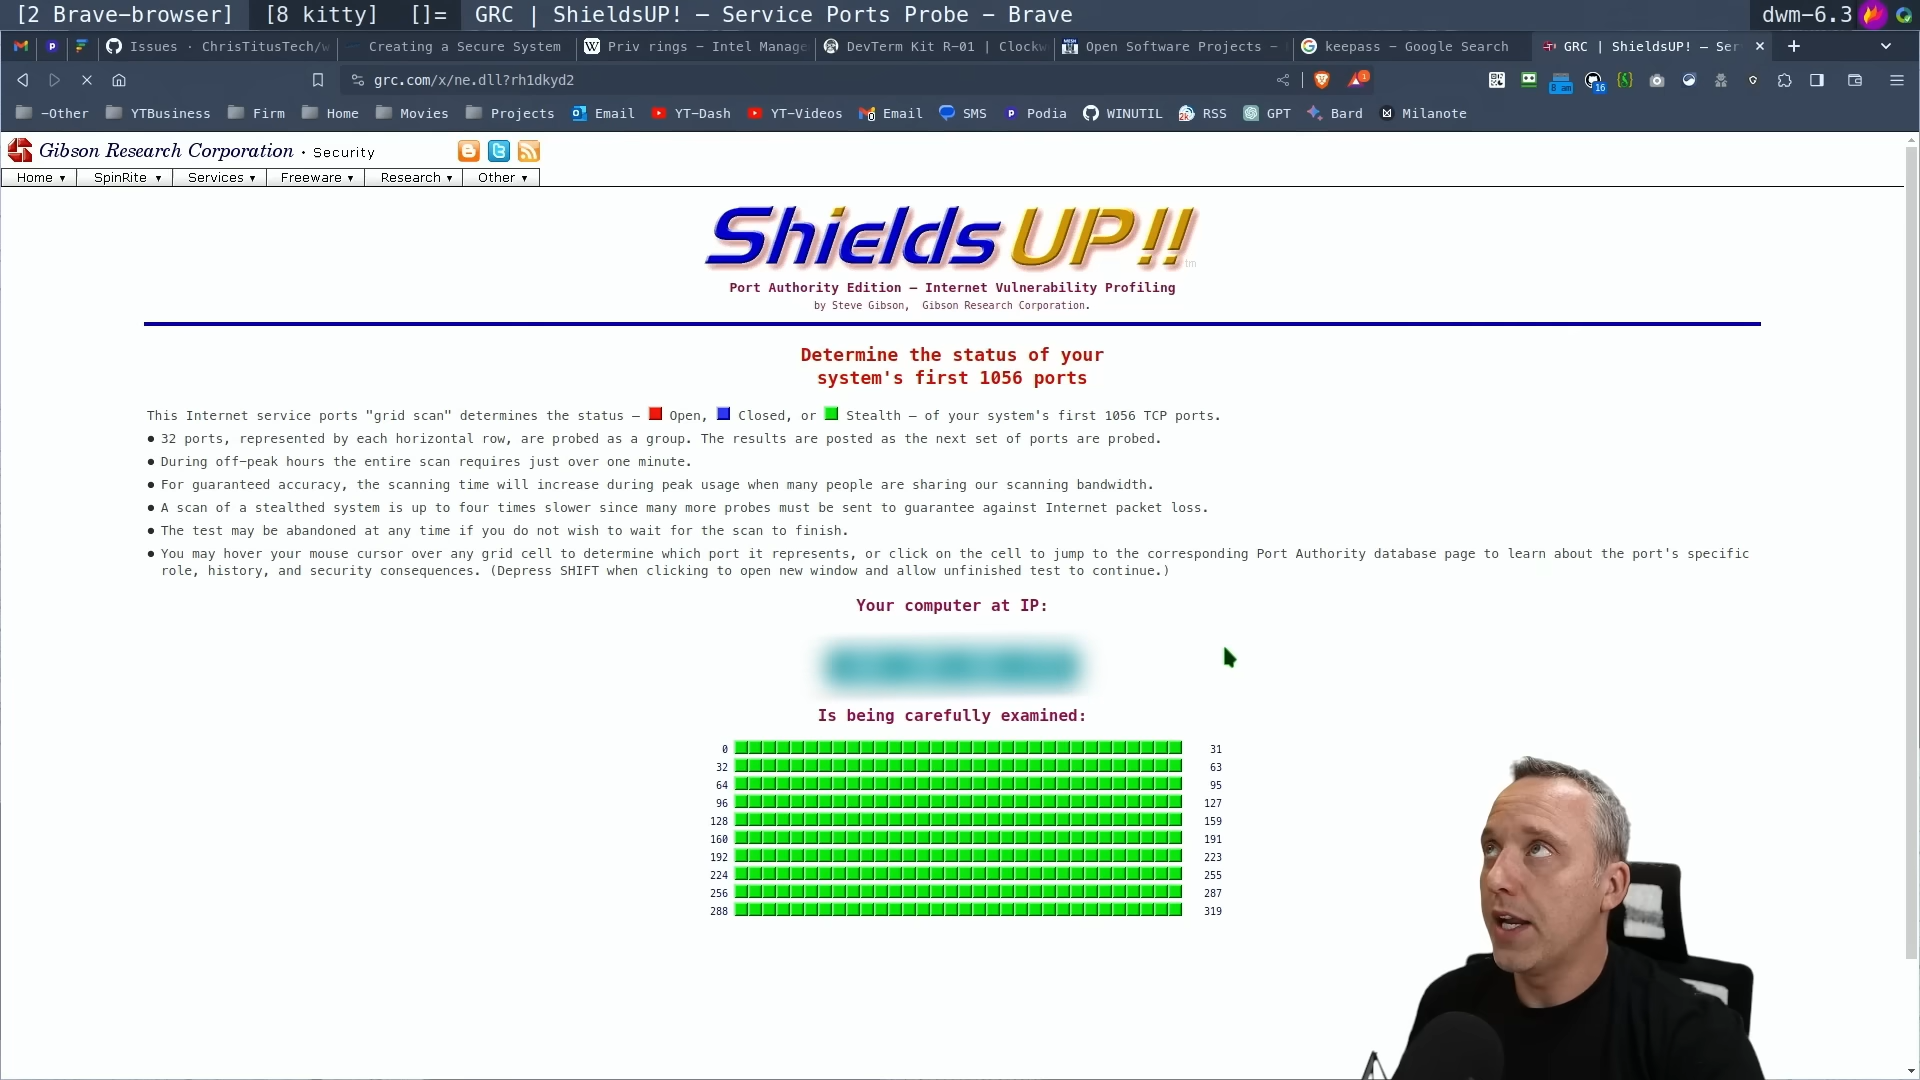 [2 Brave-browser] [8 kitty] []= GRC | ShieldsUP! — Service Ports Probe - Brave dwm-6.3
Issues · ChrisTitusTech/w Creating a Secure System Priv rings - Intel Manage DevTerm Kit R-01 | Clockw Open Software Projects - keepass - Google Search GRC | ShieldsUP! — Ser
grc.com/x/ne.dll?rh1dkyd2 1 8 am 16
-Other YTBusiness Firm Home Movies Projects Email YT-Dash YT-Videos Email SMS Podia WINUTIL RSS GPT Bard Milanote
Gibson Research Corporation · Security
Home ▾ SpinRite ▾ Services ▾ Freeware ▾ Research ▾ Other ▾
Shields UP!! tm
Port Authority Edition — Internet Vulnerability Profiling
by Steve Gibson, Gibson Research Corporation.
Determine the status of your
system's first 1056 ports
This Internet service ports "grid scan" determines the status — Open, Closed, or Stealth — of your system's first 1056 TCP ports.
• 32 ports, represented by each horizontal row, are probed as a group. The results are posted as the next set of ports are probed.
• During off-peak hours the entire scan requires just over one minute.
• For guaranteed accuracy, the scanning time will increase during peak usage when many people are sharing our scanning bandwidth.
• A scan of a stealthed system is up to four times slower since many more probes must be sent to guarantee against Internet packet loss.
• The test may be abandoned at any time if you do not wish to wait for the scan to finish.
• You may hover your mouse cursor over any grid cell to determine which port it represents, or click on the cell to jump to the corresponding Port Authority database page to learn about the port's specific
role, history, and security consequences. (Depress SHIFT when clicking to open new window and allow unfinished test to continue.)
Your computer at IP:
Is being carefully examined:
0 31
32 63
64 95
96 127
128 159
160 191
192 223
224 255
256 287
288 319